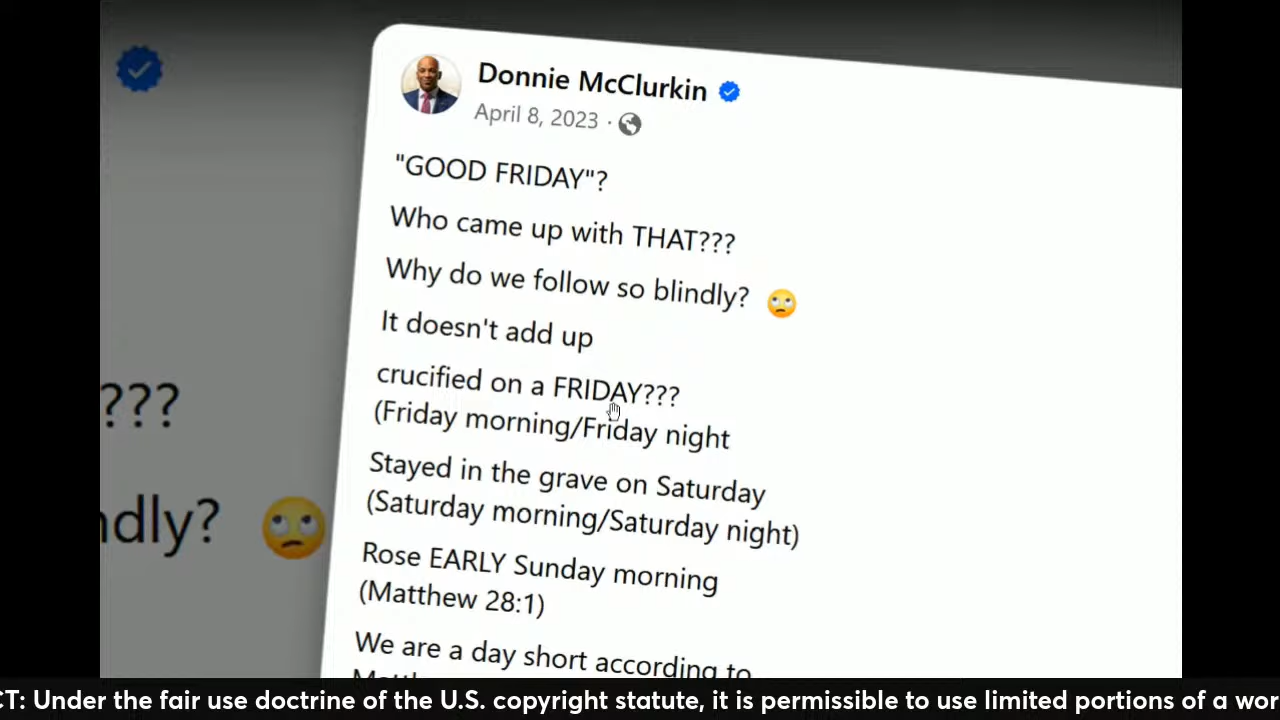 Donnie McClurkin
April 8, 2023 ·
"GOOD FRIDAY"?
Who came up with THAT???
Why do we follow so blindly? 🙄
It doesn't add up
crucified on a FRIDAY???
(Friday morning/Friday night
Stayed in the grave on Saturday
(Saturday morning/Saturday night)
Rose EARLY Sunday morning
(Matthew 28:1)
We are a day short according to
???
ndly? 🙄
CT: Under the fair use doctrine of the U.S. copyright statute, it is permissible to use limited portions of a wor